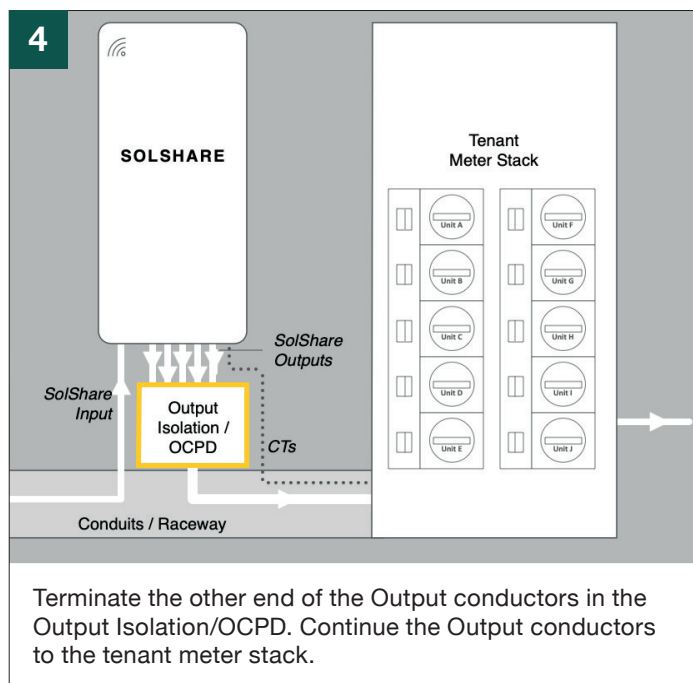 4
SOLSHARE
Tenant
Meter Stack
Unit A
Unit F
Unit B
Unit G
Unit C
Unit H
Unit D
Unit I
Unit E
Unit J
SolShare
Outputs
SolShare
Input
Output
Isolation /
OCPD
CTs
Conduits / Raceway
Terminate the other end of the Output conductors in the
Output Isolation/OCPD. Continue the Output conductors
to the tenant meter stack.